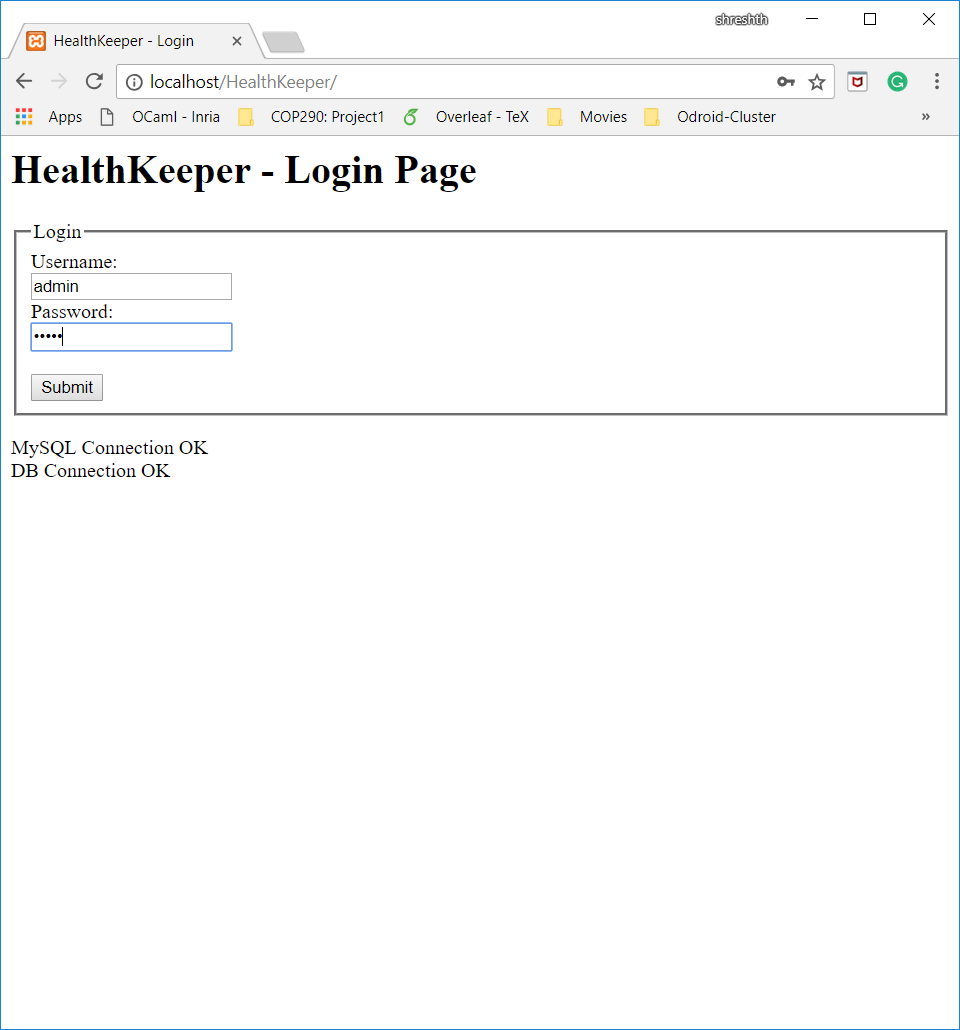 shreshth
HealthKeeper - Login
localhost/HealthKeeper/
Apps OCaml - Inria COP290: Project1 Overleaf - TeX Movies Odroid-Cluster »
HealthKeeper - Login Page
Login
Username:
admin
Password:
•••••
Submit
MySQL Connection OK
DB Connection OK